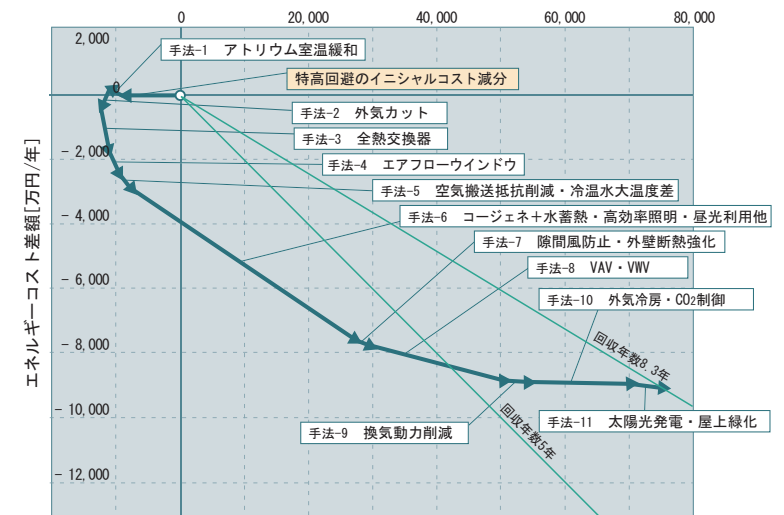 0 20,000 40,000 60,000 80,000
2,000
手法-1 アトリウム室温緩和
特高回避のイニシャルコスト減分
0
手法-2 外気カット
手法-3 全熱交換器
－2,000
手法-4 エアフローウインドウ
手法-5 空気搬送抵抗削減・冷温水大温度差
手法-6 コージェネ＋水蓄熱・高効率照明・昼光利用他
－4,000
手法-7 隙間風防止・外壁断熱強化
手法-8 VAV・VWV
－6,000
手法-10 外気冷房・CO2制御
－8,000
回収年数8.3年
－10,000
手法-11 太陽光発電・屋上緑化
手法-9 換気動力削減
回収年数5年
－12,000
エネルギーコスト差額[万円/年]